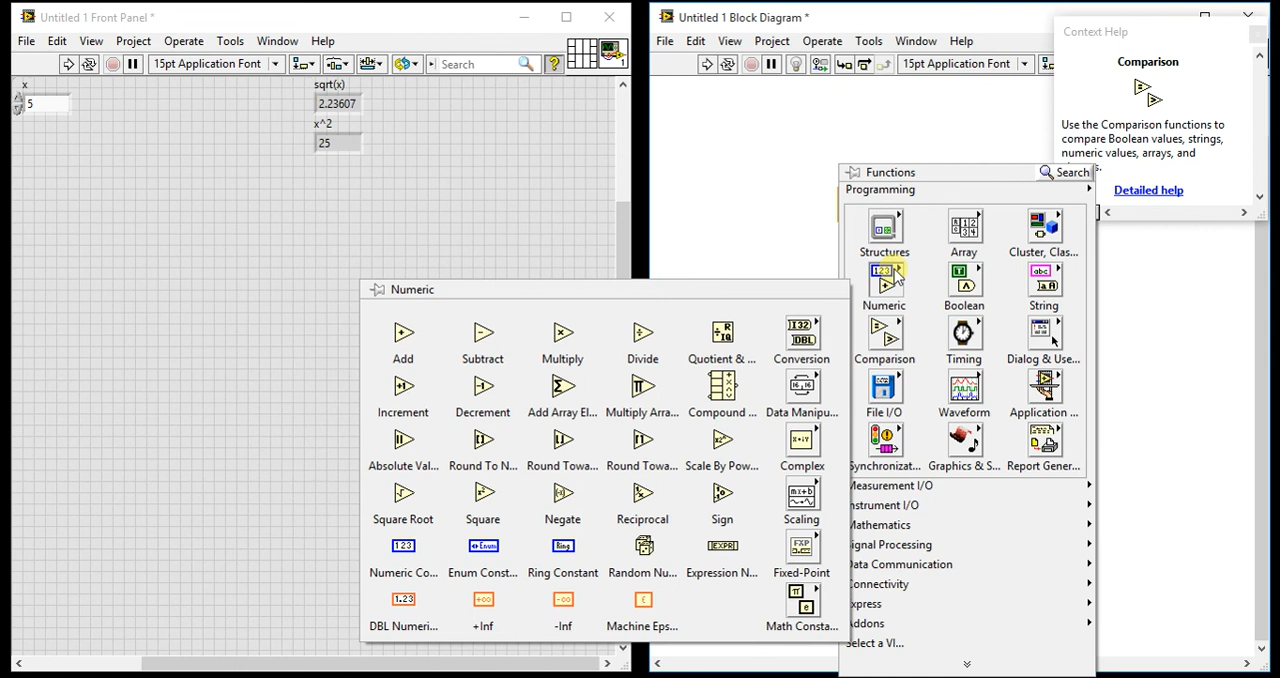 Untitled 1 Front Panel *
File Edit View Project Operate Tools Window Help
15pt Application Font
Search
?
1
x
5
sqrt(x)
2.23607
x^2
25
Untitled 1 Block Diagram *
File Edit View Project Operate Tools Window Help
15pt Application Font
Context Help
Comparison
Use the Comparison functions to
compare Boolean values, strings,
numeric values, arrays, and
Detailed help
Functions
Search
Programming
Structures Array Cluster, Clas...
Numeric Boolean String
Comparison Timing Dialog & Use...
File I/O Waveform Application ...
Synchronizat... Graphics & S... Report Gener...
Measurement I/O
nstrument I/O
Mathematics
ignal Processing
Data Communication
Connectivity
xpress
Addons
Select a VI...
Numeric
Add Subtract Multiply Divide Quotient & ... Conversion
Increment Decrement Add Array El... Multiply Arra... Compound ... Data Manipu...
Absolute Val... Round To N... Round Towa... Round Towa... Scale By Pow... Complex
Square Root Square Negate Reciprocal Sign Scaling
Numeric Co... Enum Const... Ring Constant Random Nu... Expression N... Fixed-Point
DBL Numeri... +Inf -Inf Machine Eps... Math Consta...